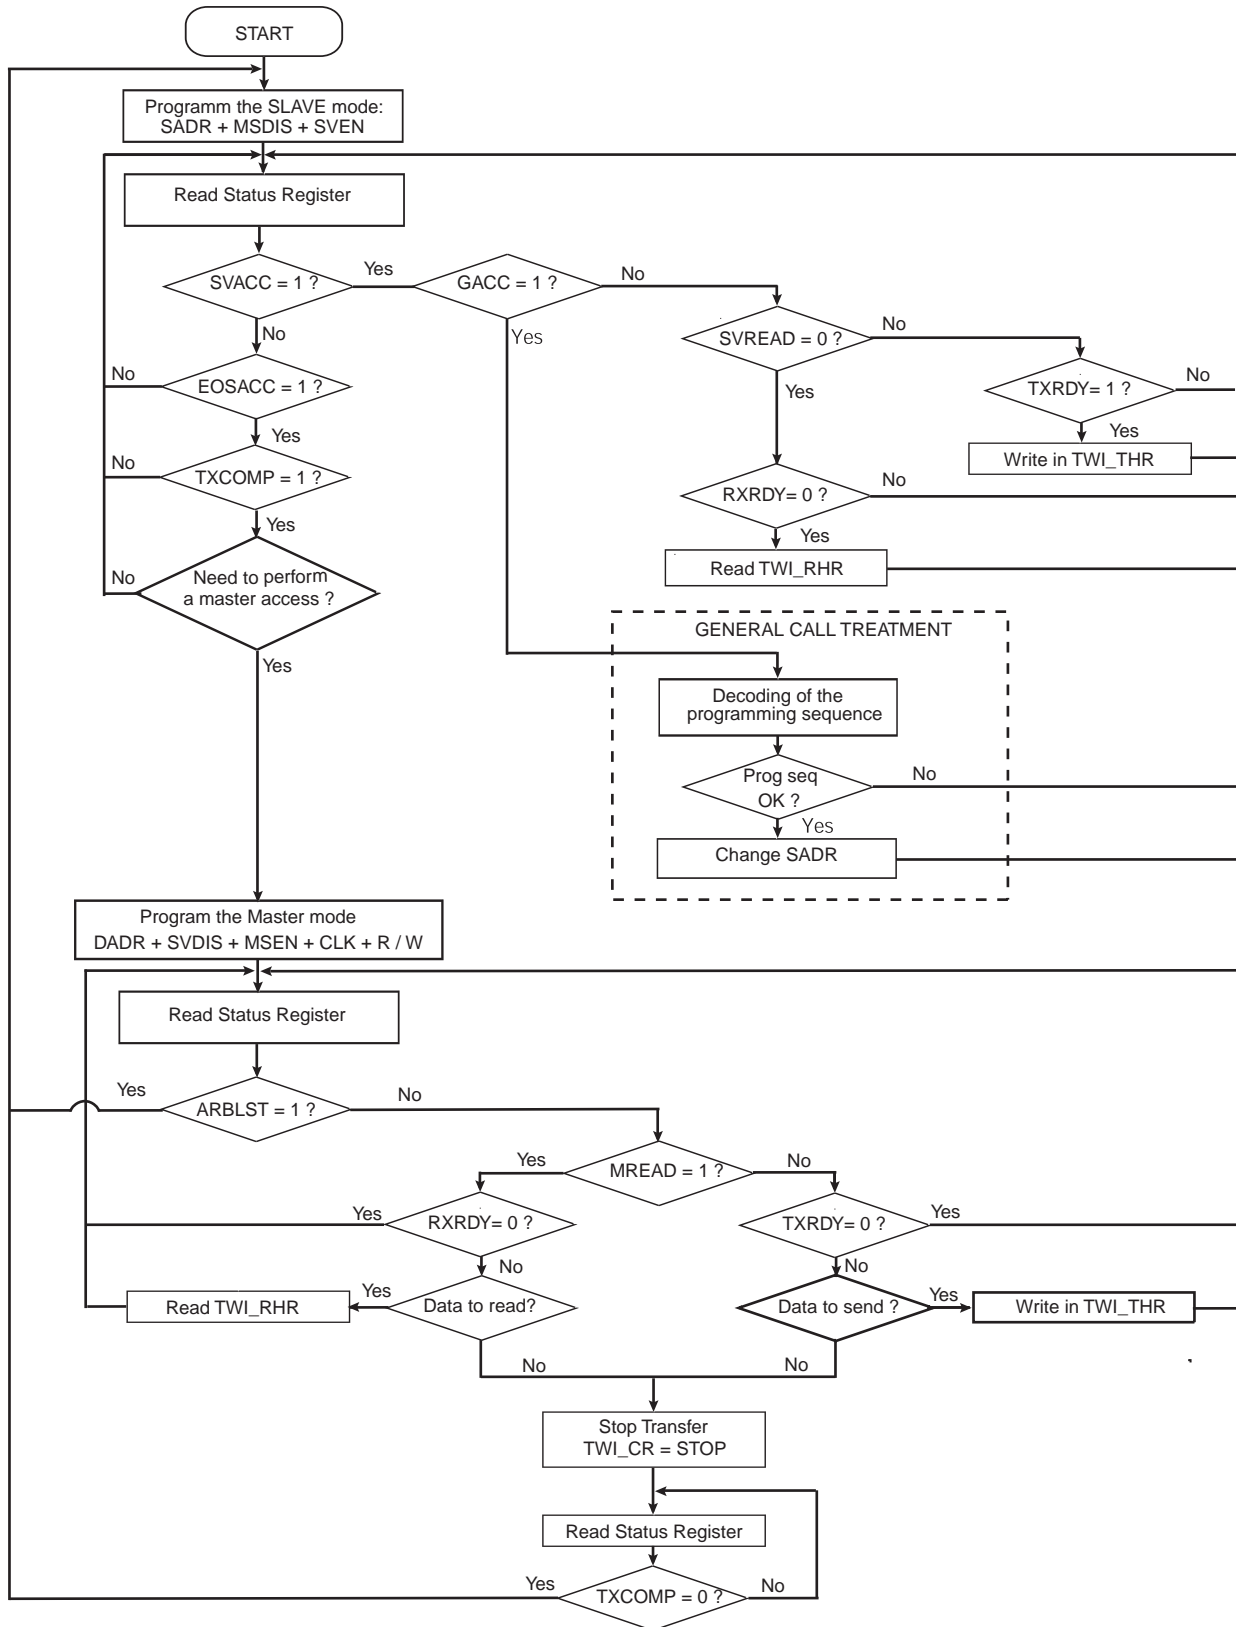 START
Programm the SLAVE mode:
SADR + MSDIS + SVEN
Read Status Register
SVACC = 1 ?
Yes
GACC = 1 ?
No
No
Yes
SVREAD = 0 ?
No
EOSACC = 1 ?
No
Yes
Yes
TXRDY= 1 ?
No
Yes
Write in TWI_THR
TXCOMP = 1 ?
No
Yes
RXRDY= 0 ?
No
Yes
Read TWI_RHR
Need to perform
a master access ?
No
Yes
GENERAL CALL TREATMENT
Decoding of the
programming sequence
Prog seq
OK ?
No
Yes
Change SADR
Program the Master mode
DADR + SVDIS + MSEN + CLK + R / W
Read Status Register
Yes
ARBLST = 1 ?
No
Yes
MREAD = 1 ?
No
Yes
RXRDY= 0 ?
TXRDY= 0 ?
Yes
No
No
Read TWI_RHR
Yes
Data to read?
Data to send ?
Yes
Write in TWI_THR
No
No
Stop Transfer
TWI_CR = STOP
Read Status Register
Yes
TXCOMP = 0 ?
No